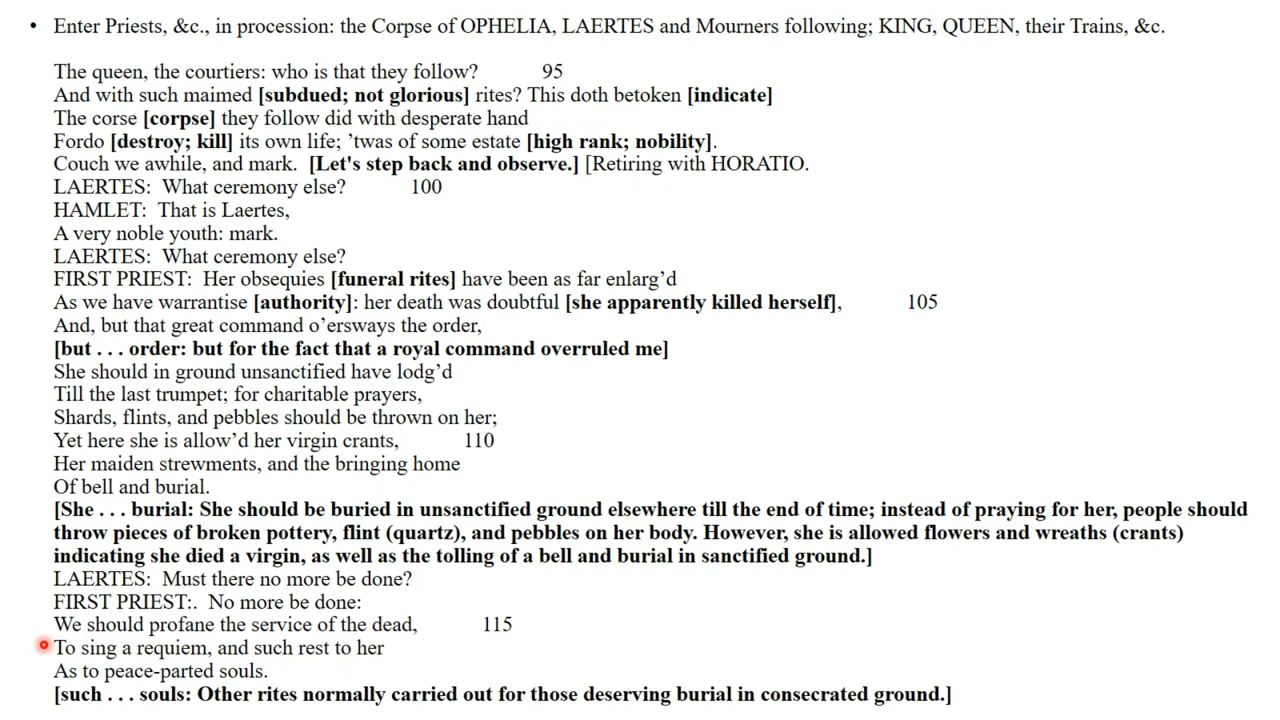 • Enter Priests, &c., in procession: the Corpse of OPHELIA, LAERTES and Mourners following; KING, QUEEN, their Trains, &c.
The queen, the courtiers: who is that they follow? 95
And with such maimed [subdued; not glorious] rites? This doth betoken [indicate]
The corse [corpse] they follow did with desperate hand
Fordo [destroy; kill] its own life; ’twas of some estate [high rank; nobility].
Couch we awhile, and mark. [Let's step back and observe.] [Retiring with HORATIO.
LAERTES: What ceremony else? 100
HAMLET: That is Laertes,
A very noble youth: mark.
LAERTES: What ceremony else?
FIRST PRIEST: Her obsequies [funeral rites] have been as far enlarg’d
As we have warrantise [authority]: her death was doubtful [she apparently killed herself], 105
And, but that great command o’ersways the order,
[but . . . order: but for the fact that a royal command overruled me]
She should in ground unsanctified have lodg’d
Till the last trumpet; for charitable prayers,
Shards, flints, and pebbles should be thrown on her;
Yet here she is allow’d her virgin crants, 110
Her maiden strewments, and the bringing home
Of bell and burial.
[She . . . burial: She should be buried in unsanctified ground elsewhere till the end of time; instead of praying for her, people should
throw pieces of broken pottery, flint (quartz), and pebbles on her body. However, she is allowed flowers and wreaths (crants)
indicating she died a virgin, as well as the tolling of a bell and burial in sanctified ground.]
LAERTES: Must there no more be done?
FIRST PRIEST:. No more be done:
We should profane the service of the dead, 115
To sing a requiem, and such rest to her
As to peace-parted souls.
[such . . . souls: Other rites normally carried out for those deserving burial in consecrated ground.]